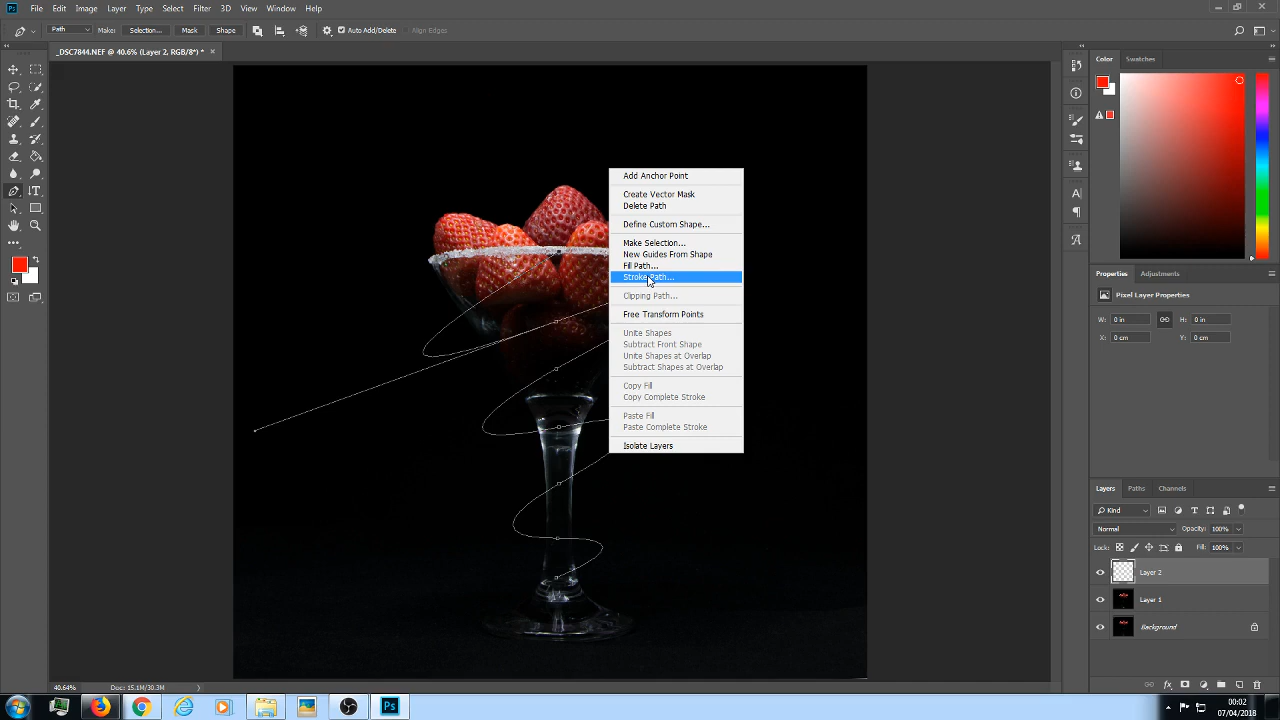 Ps File Edit Image Layer Type Select Filter 3D View Window Help
Path Make: Selection... Mask Shape Auto Add/Delete Align Edges
_DSC7844.NEF @ 40.6% (Layer 2, RGB/8*) * ×
Color Swatches
Add Anchor Point
Create Vector Mask
Delete Path
Define Custom Shape...
Make Selection...
New Guides From Shape
Fill Path...
Stroke Path...
Clipping Path...
Free Transform Points
Unite Shapes
Subtract Front Shape
Unite Shapes at Overlap
Subtract Shapes at Overlap
Copy Fill
Copy Complete Stroke
Paste Fill
Paste Complete Stroke
Isolate Layers
Properties Adjustments
Pixel Layer Properties
W: 0 in H: 0 in
X: 0 cm Y: 0 cm
Layers Paths Channels
Kind
Normal Opacity: 100%
Lock: Fill: 100%
Layer 2
Layer 1
Background
40.64% Doc: 15.1M/30.3M
Ps
00:02
07/04/2018